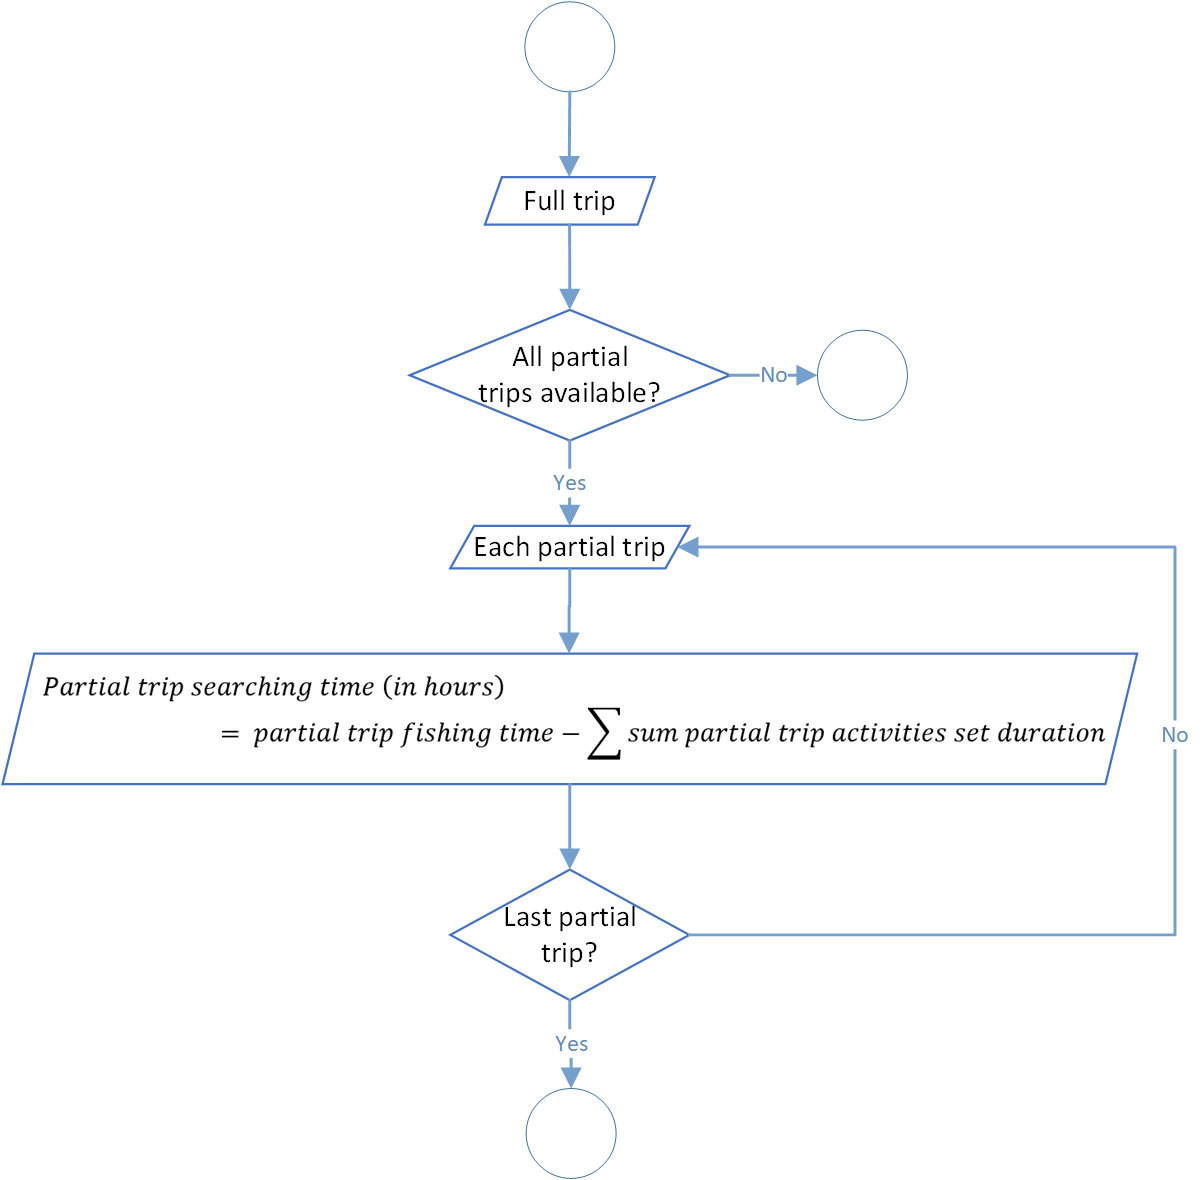 Full trip
All partial
trips available?
No
Yes
Each partial trip
Partial trip searching time (in hours)
= partial trip fishing time − ∑ sum partial trip activities set duration
No
Last partial
trip?
Yes